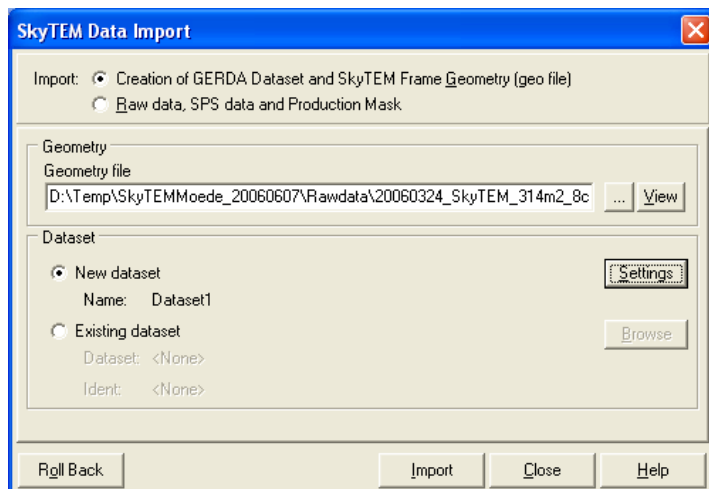 SkyTEM Data Import
Import: Creation of GERDA Dataset and SkyTEM Frame Geometry (geo file)
Raw data, SPS data and Production Mask
Geometry
Geometry file
D:\Temp\SkyTEMMoede_20060607\Rawdata\20060324_SkyTEM_314m2_8c
... View
Dataset
New dataset
Settings
Name: Dataset1
Existing dataset
Browse
Dataset: <None>
Ident: <None>
Roll Back Import Close Help